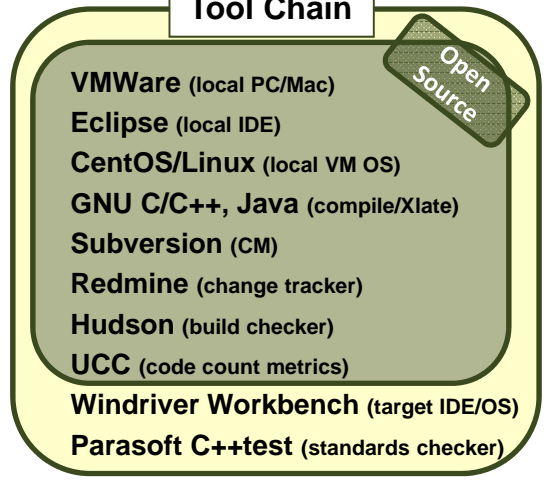 Tool Chain
Open
Source
VMWare (local PC/Mac)
Eclipse (local IDE)
CentOS/Linux (local VM OS)
GNU C/C++, Java (compile/Xlate)
Subversion (CM)
Redmine (change tracker)
Hudson (build checker)
UCC (code count metrics)
Windriver Workbench (target IDE/OS)
Parasoft C++test (standards checker)